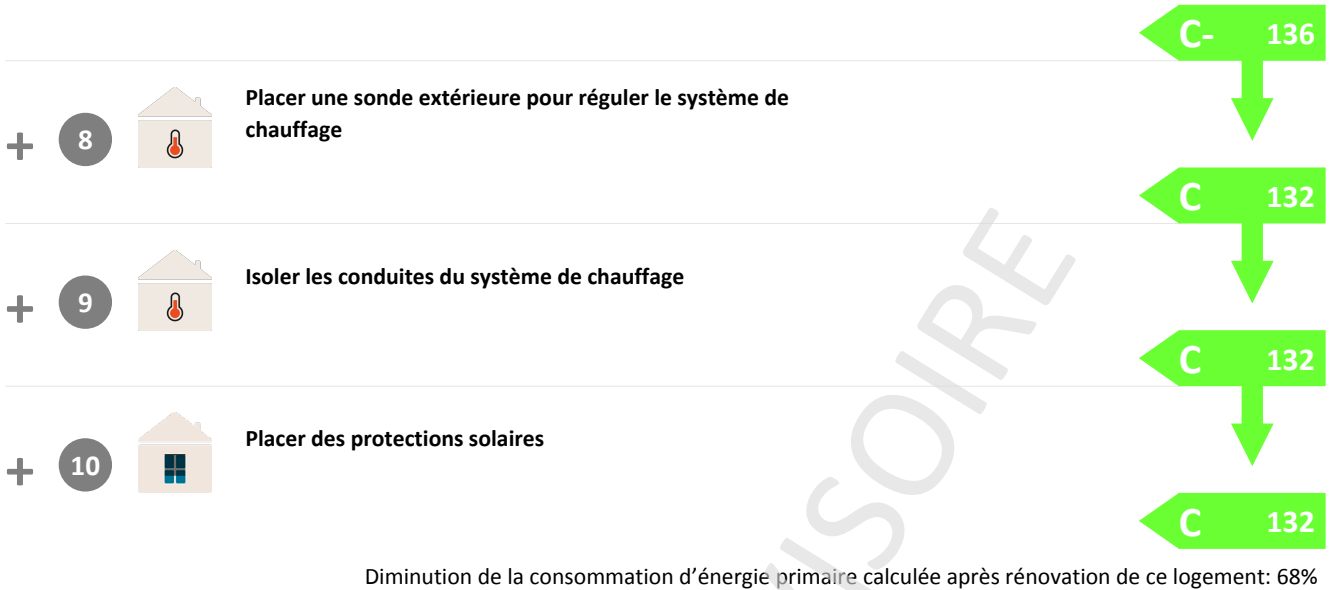 C- 136
Placer une sonde extérieure pour réguler le système de
chauffage
+ 8
C 132
Isoler les conduites du système de chauffage
+ 9
C 132
Placer des protections solaires
+ 10
C 132
Diminution de la consommation d'énergie primaire calculée après rénovation de ce logement: 68%